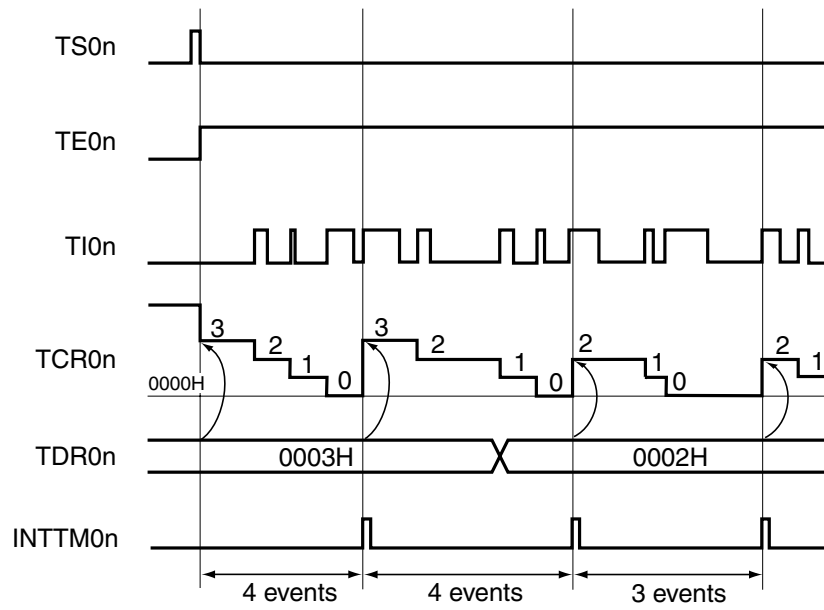 TS0n
TE0n
TI0n
TCR0n
3
2
1
0
3
2
1
0
2
1
0
2
1
0000H
TDR0n
0003H
0002H
INTTM0n
4 events
4 events
3 events